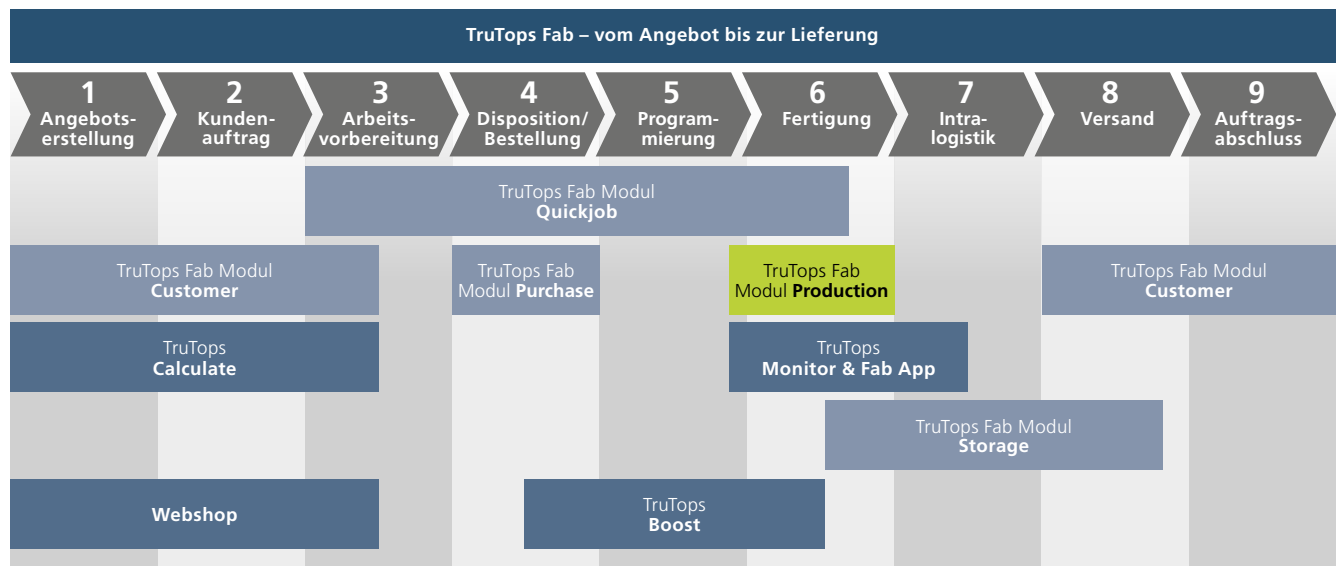 TruTops Fab – vom Angebot bis zur Lieferung
1
Angebots-
erstellung
2
Kunden-
auftrag
3
Arbeits-
vorbereitung
4
Disposition/
Bestellung
5
Program-
mierung
6
Fertigung
7
Intra-
logistik
8
Versand
9
Auftrags-
abschluss
TruTops Fab Modul
Quickjob
TruTops Fab Modul
Customer
TruTops Fab
Modul Purchase
TruTops Fab
Modul Production
TruTops Fab Modul
Customer
TruTops
Calculate
TruTops
Monitor & Fab App
TruTops Fab Modul
Storage
Webshop
TruTops
Boost